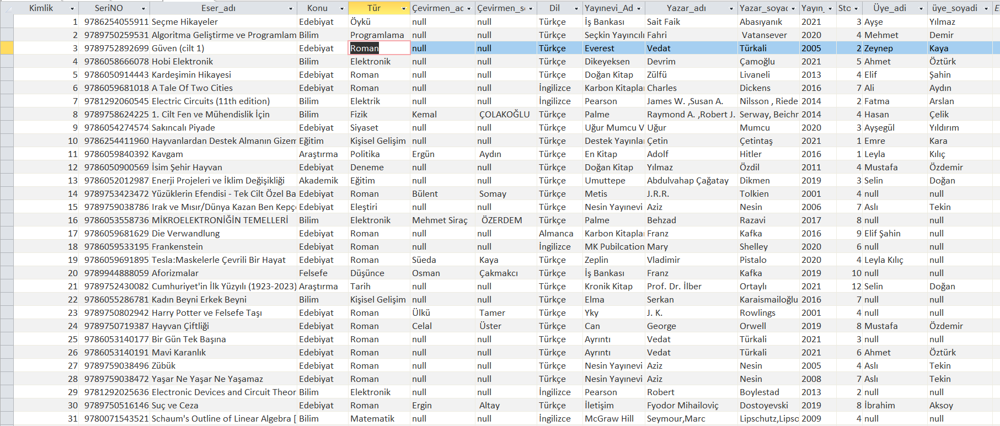 Kimlik SeriNO Eser_adı Konu Tür Çevirmen_ad Çevirmen_s Dil Yayınevi_Ad Yazar_adı Yazar_soyad Yayın_ Sto Üye_adi üye_soyadi E
1 9786254055911 Seçme Hikayeler Edebiyat Öykü null null Türkçe İş Bankası Sait Faik Abasıyanık 2021 3 Ayşe Yılmaz
2 9789750259531 Algoritma Geliştirme ve Programlam Bilim Programlama null null Türkçe Seçkin Yayıncılı Fahri Vatansever 2020 4 Mehmet Demir
3 9789752892699 Güven (cilt 1) Edebiyat Roman null null Türkçe Everest Vedat Türkali 2005 2 Zeynep Kaya
4 9786058666078 Hobi Elektronik Bilim Elektronik null null Türkçe Dikeyeksen Devrim Çamoğlu 2021 5 Ahmet Öztürk
5 9786050914443 Kardeşimin Hikayesi Edebiyat Roman null null Türkçe Doğan Kitap Zülfü Livaneli 2013 4 Elif Şahin
6 9786059681018 A Tale Of Two Cities Edebiyat Roman null null İngilizce Karbon Kitaplar Charles Dickens 2016 7 Ali Aydın
7 9781292060545 Electric Circuits (11th edition) Bilim Elektrik null null İngilizce Pearson James W. ,Susan A. Nilsson , Riede 2014 2 Fatma Arslan
8 9789758624225 1. Cilt Fen ve Mühendislik İçin Bilim Fizik Kemal ÇOLAKOĞLU Türkçe Palme Raymond A. ,Robert J. Serway, Beichr 2014 4 Hasan Çelik
9 9786054274574 Sakıncalı Piyade Edebiyat Siyaset null null Türkçe Uğur Mumcu V Uğur Mumcu 2020 3 Ayşegül Yıldırım
10 9786254411960 Hayvanlardan Destek Almanın Gizem Eğitim Kişisel Gelişim null null Türkçe Destek Yayınlar Çetin Çetintaş 2021 1 Emre Kara
11 9786059840392 Kavgam Araştırma Politika Ergün Aydın Türkçe En Kitap Adolf Hitler 2016 1 Leyla Kılıç
12 9786050900569 İsim Şehir Hayvan Edebiyat Deneme null null Türkçe Doğan Kitap Yılmaz Özdil 2011 4 Mustafa Özdemir
13 9786052012987 Enerji Projeleri ve İklim Değişikliği Akademik Eğitim null null Türkçe Umuttepe Abdulvahap Çağatay Dikmen 2019 3 Selin Doğan
14 9789753423472 Yüzüklerin Efendisi - Tek Cilt Özel Ba Edebiyat Roman Bülent Somay Türkçe Metis J.R.R. Tolkien 2001 4 null null
15 9789759038786 Irak ve Mısır/Dünya Kazan Ben Kepçe Edebiyat Eleştiri null null Türkçe Nesin Yayınevi Aziz Nesin 2006 7 Aslı Tekin
16 9786053558736 MİKROELEKTRONİĞİN TEMELLERİ Bilim Elektronik Mehmet Siraç ÖZERDEM Türkçe Palme Behzad Razavi 2017 8 null null
17 9786059681629 Die Verwandlung Edebiyat Roman null null Almanca Karbon Kitaplar Franz Kafka 2016 9 Elif Şahin null
18 9786059533195 Frankenstein Edebiyat Roman null null İngilizce MK Pubilcation Mary Shelley 2020 6 null null
19 9786059691895 Tesla:Maskelerle Çevrili Bir Hayat Edebiyat Roman Süeda Kaya Türkçe Zeplin Vladimir Pistalo 2020 4 Leyla Kılıç null
20 9789944888059 Aforizmalar Felsefe Düşünce Osman Çakmakcı Türkçe İş Bankası Franz Kafka 2019 10 null null
21 9789752430082 Cumhuriyet'in İlk Yüzyılı (1923-2023) Araştırma Tarih null null Türkçe Kronik Kitap Prof. Dr. İlber Ortaylı 2021 12 Selin Doğan
22 9786055286781 Kadın Beyni Erkek Beyni Bilim Kişisel Gelişim null null Türkçe Elma Serkan Karaismailoğlu 2016 7 null null
23 9789750802942 Harry Potter ve Felsefe Taşı Edebiyat Roman Ülkü Tamer Türkçe Yky J. K. Rowlings 2001 4 null null
24 9789750719387 Hayvan Çiftliği Edebiyat Roman Celal Üster Türkçe Can George Orwell 2019 8 Mustafa Özdemir
25 9786053140177 Bir Gün Tek Başına Edebiyat Roman null null Türkçe Ayrıntı Vedat Türkali 2021 3 null null
26 9786053140191 Mavi Karanlık Edebiyat Roman null null Türkçe Ayrıntı Vedat Türkali 2021 6 Ahmet Öztürk
27 9789759038496 Zübük Edebiyat Roman null null Türkçe Nesin Yayınevi Aziz Nesin 2005 4 Aslı Tekin
28 9789759038472 Yaşar Ne Yaşar Ne Yaşamaz Edebiyat Roman null null Türkçe Nesin Yayınevi Aziz Nesin 2008 7 Aslı Tekin
29 9781292025636 Electronic Devices and Circuit Theor Bilim Elektronik null null İngilizce Pearson Robert Boylestad 2013 2 null null
30 9789750516146 Suç ve Ceza Edebiyat Roman Ergin Altay Türkçe İletişim Fyodor Mihailoviç Dostoyevski 2019 8 İbrahim Aksoy
31 9780071543521 Schaum's Outline of Linear Algebra [ Bilim Matematik null null İngilizce McGraw Hill Seymour,Marc Lipschutz,Lipso 2009 4 null null